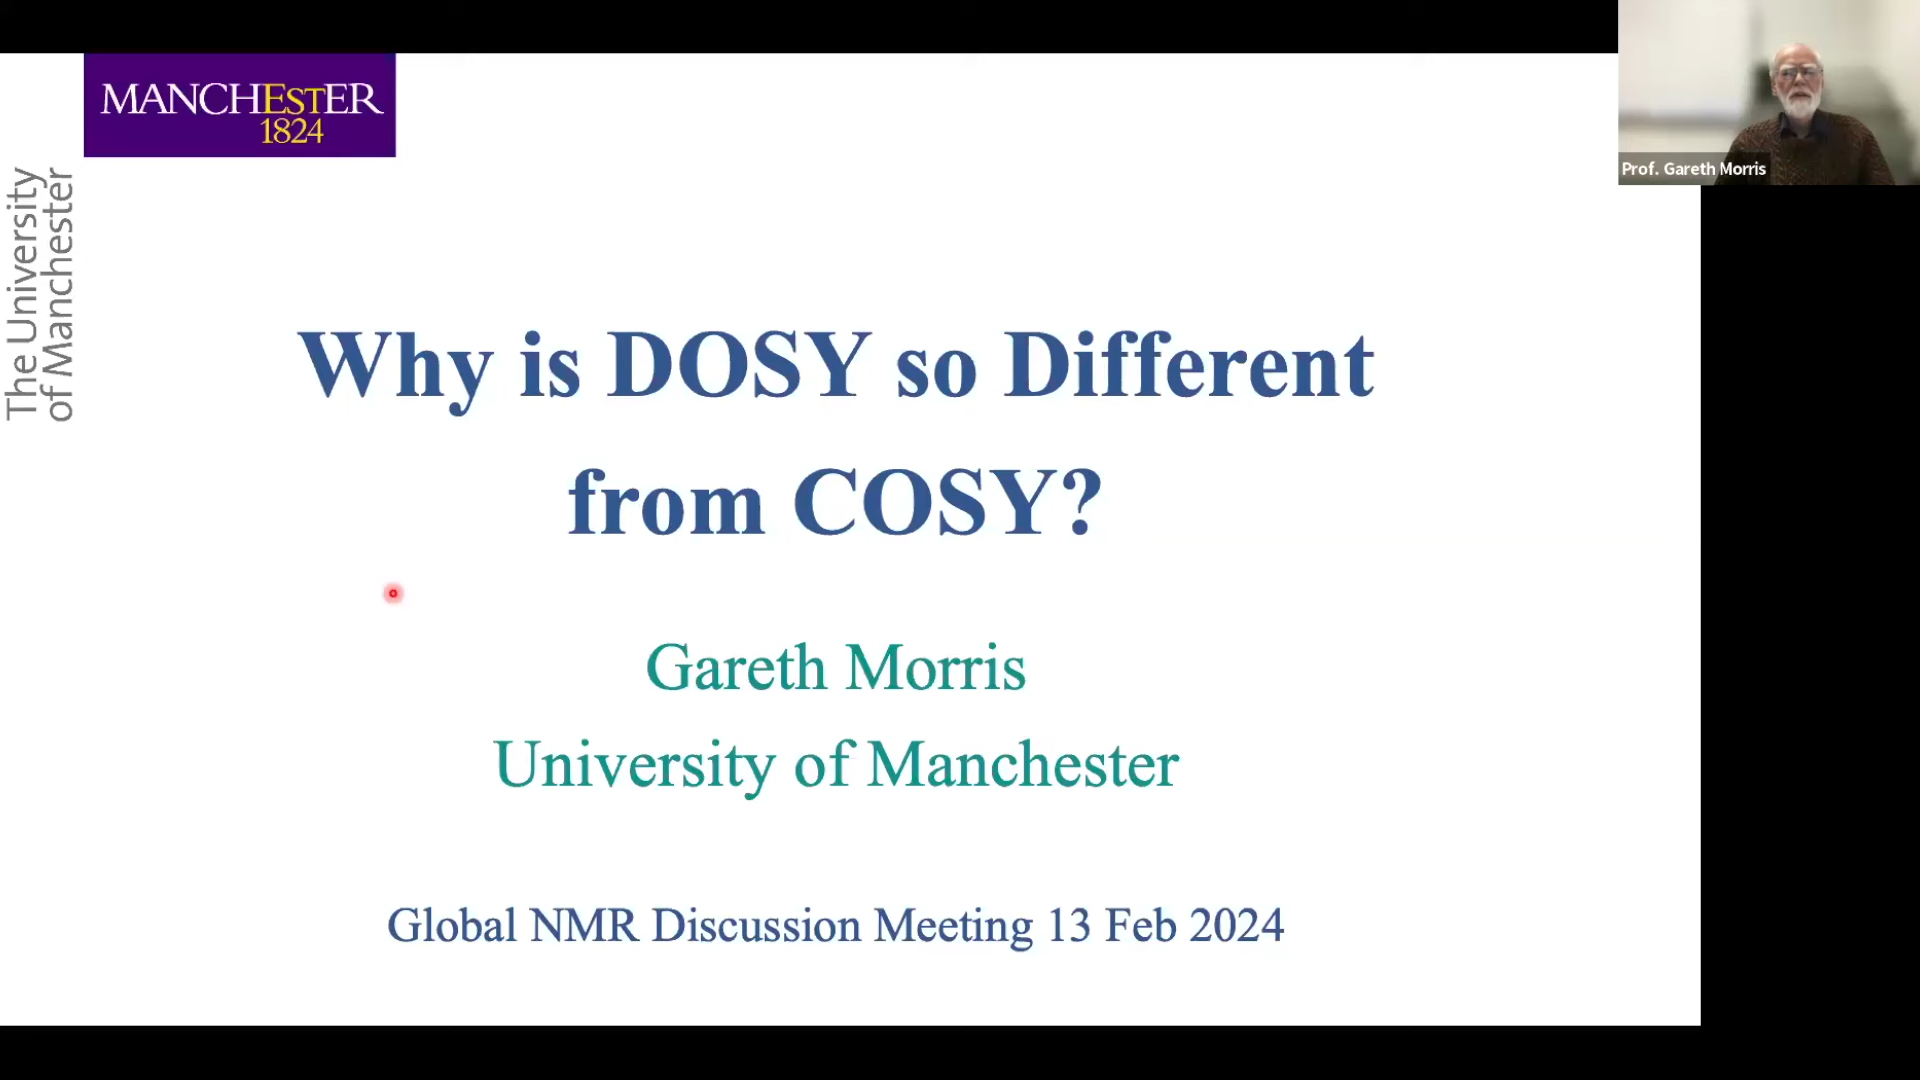 MANCHESTER
1824
The University
of Manchester
Prof. Gareth Morris
Why is DOSY so Different
from COSY?
Gareth Morris
University of Manchester
Global NMR Discussion Meeting 13 Feb 2024